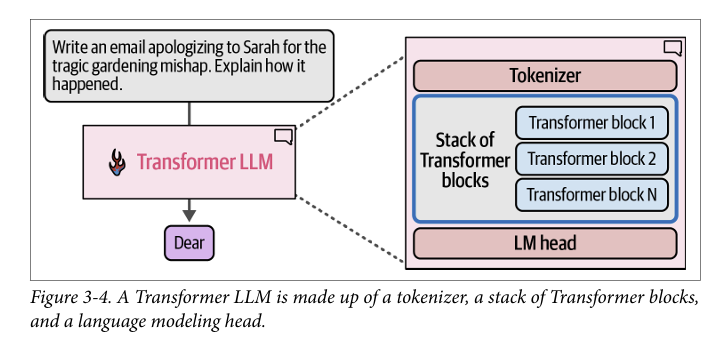 Write an email apologizing to Sarah for the
tragic gardening mishap. Explain how it
happened.
Transformer LLM
Dear
Tokenizer
Stack of
Transformer
blocks
Transformer block 1
Transformer block 2
Transformer block N
LM head
Figure 3-4. A Transformer LLM is made up of a tokenizer, a stack of Transformer blocks,
and a language modeling head.